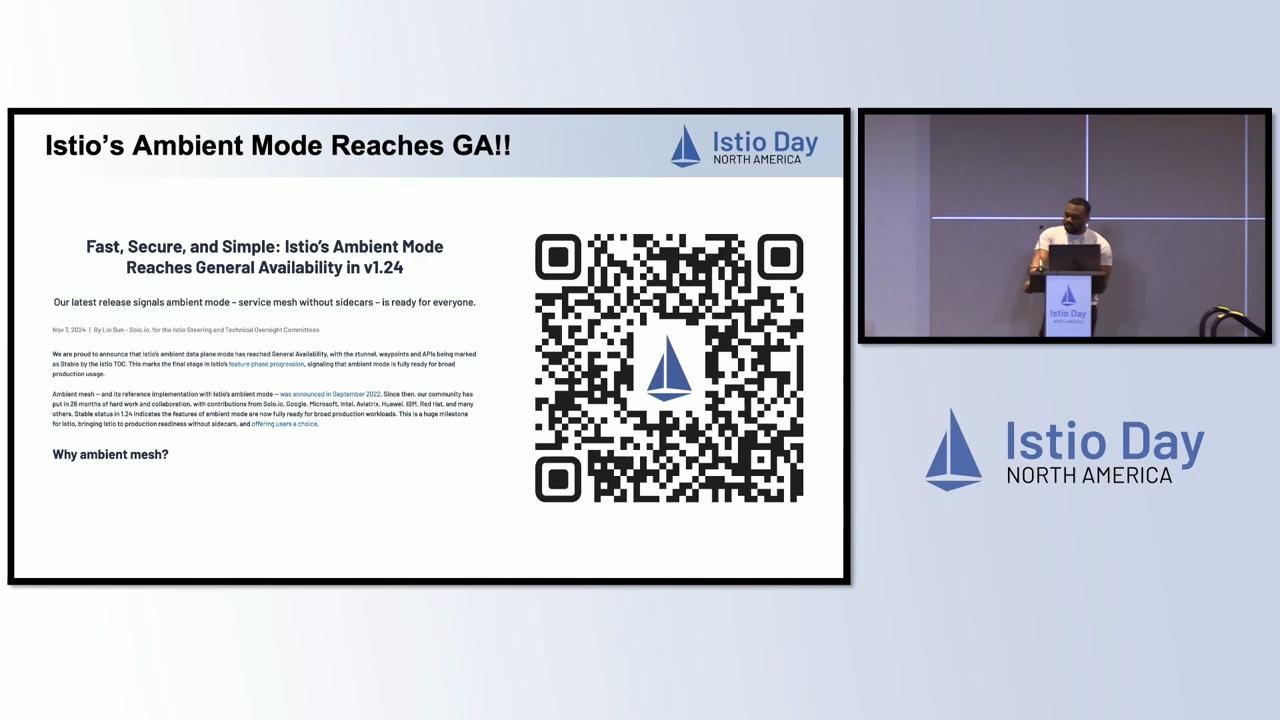 Istio's Ambient Mode Reaches GA!!
Istio Day
NORTH AMERICA
Fast, Secure, and Simple: Istio's Ambient Mode
Reaches General Availability in v1.24
Our latest release signals ambient mode – service mesh without sidecars – is ready for everyone.
Nov 7, 2024 | By Lin Sun - Solo.io, for the Istio Steering and Technical Oversight Committees
We are proud to announce that Istio's ambient data plane mode has reached General Availability, with the ztunnel, waypoints and APIs being marked
as Stable by the Istio TOC. This marks the final stage in Istio's feature phase progression, signaling that ambient mode is fully ready for broad
production usage.
Ambient mesh — and its reference implementation with Istio's ambient mode — was announced in September 2022. Since then, our community has
put in 26 months of hard work and collaboration, with contributions from Solo.io, Google, Microsoft, Intel, Aviatrix, Huawei, IBM, Red Hat, and many
others. Stable status in 1.24 indicates the features of ambient mode are now fully ready for broad production workloads. This is a huge milestone
for Istio, bringing Istio to production readiness without sidecars, and offering users a choice.
Why ambient mesh?
Istio Day
NORTH AMERICA
Istio Day
NORTH AMERICA